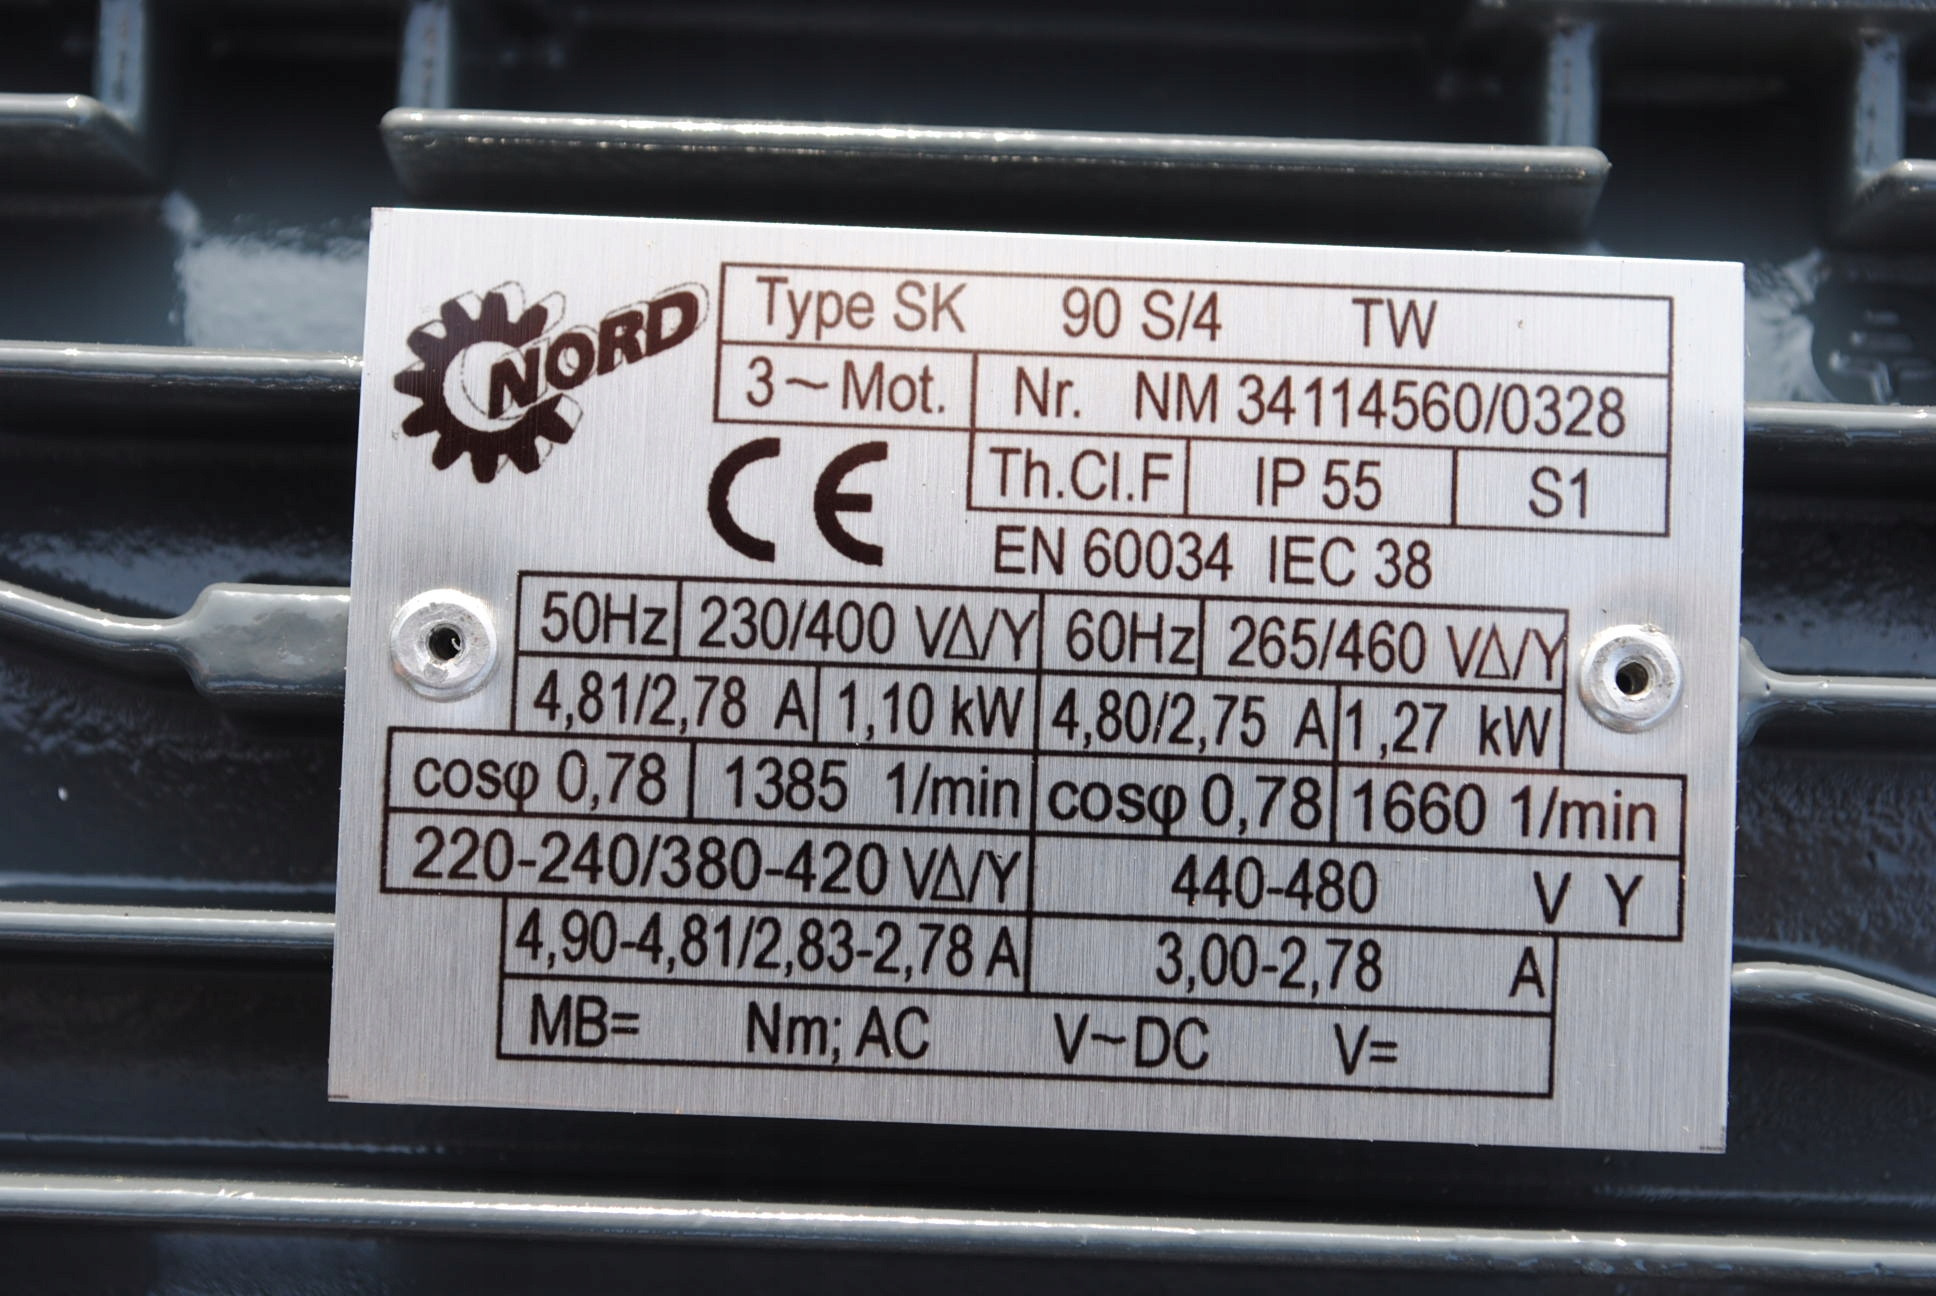 NORD
Type SK 90 S/4 TW
3~Mot. Nr. NM 34114560/0328
CE Th.Cl.F IP 55 S1
EN 60034 IEC 38
50Hz 230/400 VΔ/Y 60Hz 265/460 VΔ/Y
4,81/2,78 A 1,10 kW 4,80/2,75 A 1,27 kW
cosφ 0,78 1385 1/min cosφ 0,78 1660 1/min
220-240/380-420 VΔ/Y 440-480 V Y
4,90-4,81/2,83-2,78 A 3,00-2,78 A
MB= Nm; AC V~DC V=